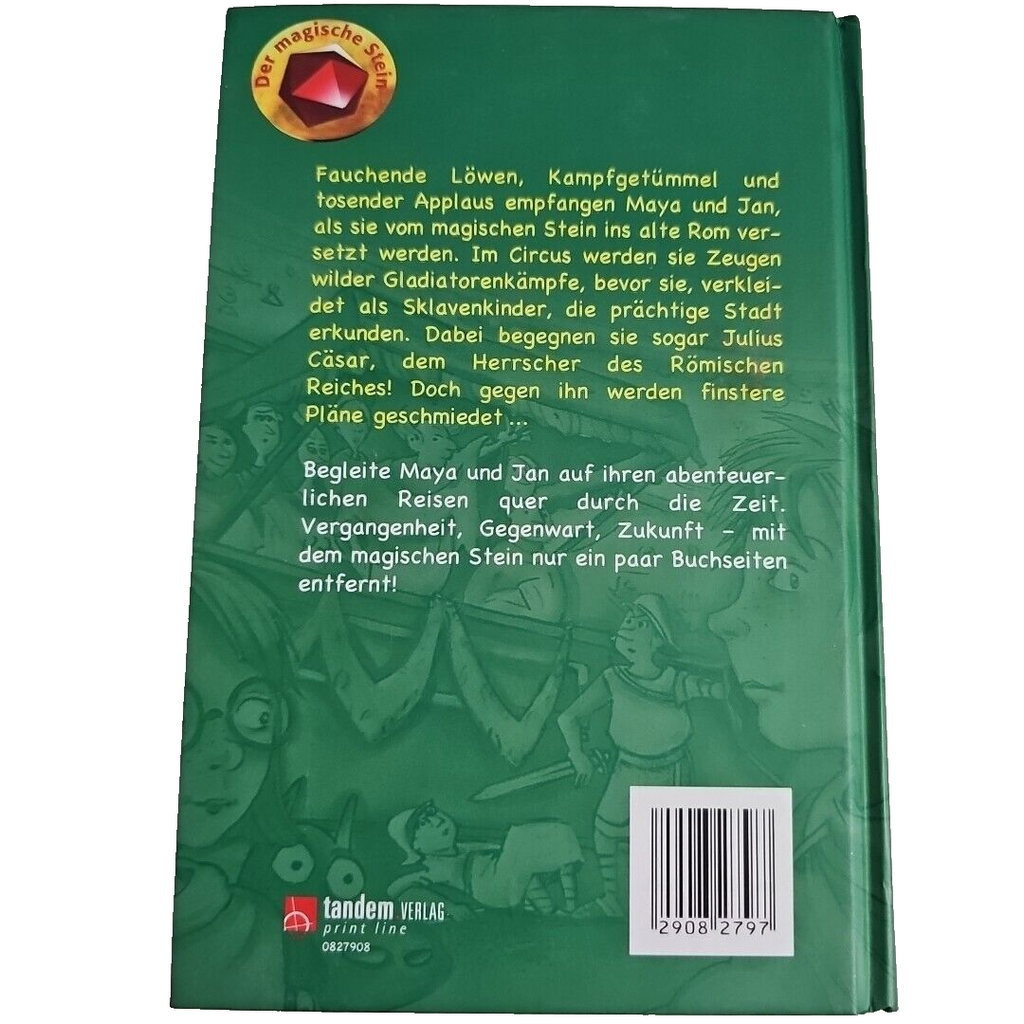 Der magische Stein
Fauchende Löwen, Kampfgetümmel und
tosender Applaus empfangen Maya und Jan,
als sie vom magischen Stein ins alte Rom ver-
setzt werden. Im Circus werden sie Zeugen
wilder Gladiatorenkämpfe, bevor sie, verklei-
det als Sklavenkinder, die prächtige Stadt
erkunden. Dabei begegnen sie sogar Julius
Cäsar, dem Herrscher des Römischen
Reiches! Doch gegen ihn werden finstere
Pläne geschmiedet ...
Begleite Maya und Jan auf ihren abenteuer-
lichen Reisen quer durch die Zeit.
Vergangenheit, Gegenwart, Zukunft – mit
dem magischen Stein nur ein paar Buchseiten
entfernt!
tandem VERLAG
print line
0827908
2908 2797